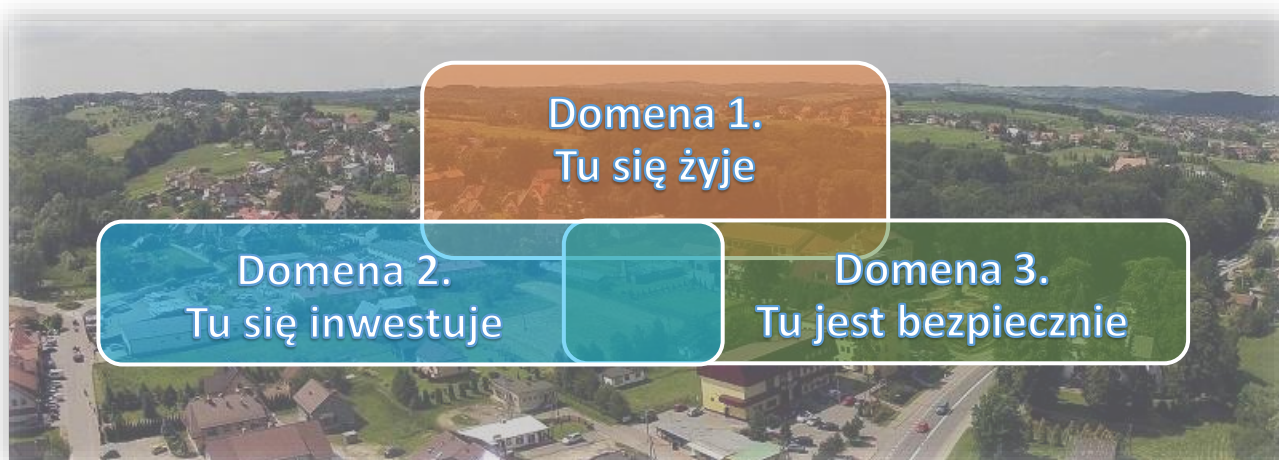 Domena 1.
Tu się żyje
Domena 2.
Tu się inwestuje
Domena 3.
Tu jest bezpiecznie